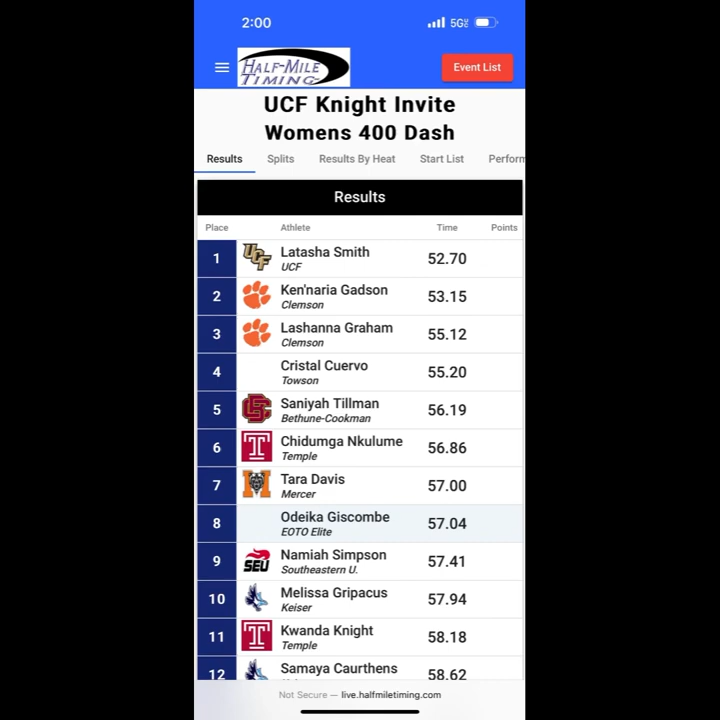 2:00 5G
HALF-MILE
TIMING
Event List
UCF Knight Invite
Womens 400 Dash
Results Splits Results By Heat Start List Perform
Results
Place Athlete Time Points
1 UCF Latasha Smith 52.70
UCF
2 Ken'naria Gadson 53.15
Clemson
3 Lashanna Graham 55.12
Clemson
4 Cristal Cuervo 55.20
Towson
5 Saniyah Tillman 56.19
Bethune-Cookman
6 T Chidumga Nkulume 56.86
Temple
7 M Tara Davis 57.00
Mercer
8 Odeika Giscombe 57.04
EOTO Elite
9 SEU Namiah Simpson 57.41
Southeastern U.
10 Melissa Gripacus 57.94
Keiser
11 T Kwanda Knight 58.18
Temple
12 Samaya Caurthens 58.62
Not Secure — live.halfmiletiming.com